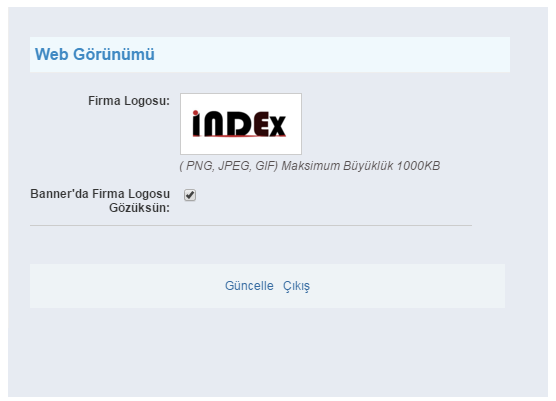 Web Görünümü
Firma Logosu:
inDEx
( PNG, JPEG, GIF) Maksimum Büyüklük 1000KB
Banner'da Firma Logosu
Gözüksün:
Güncelle Çıkış